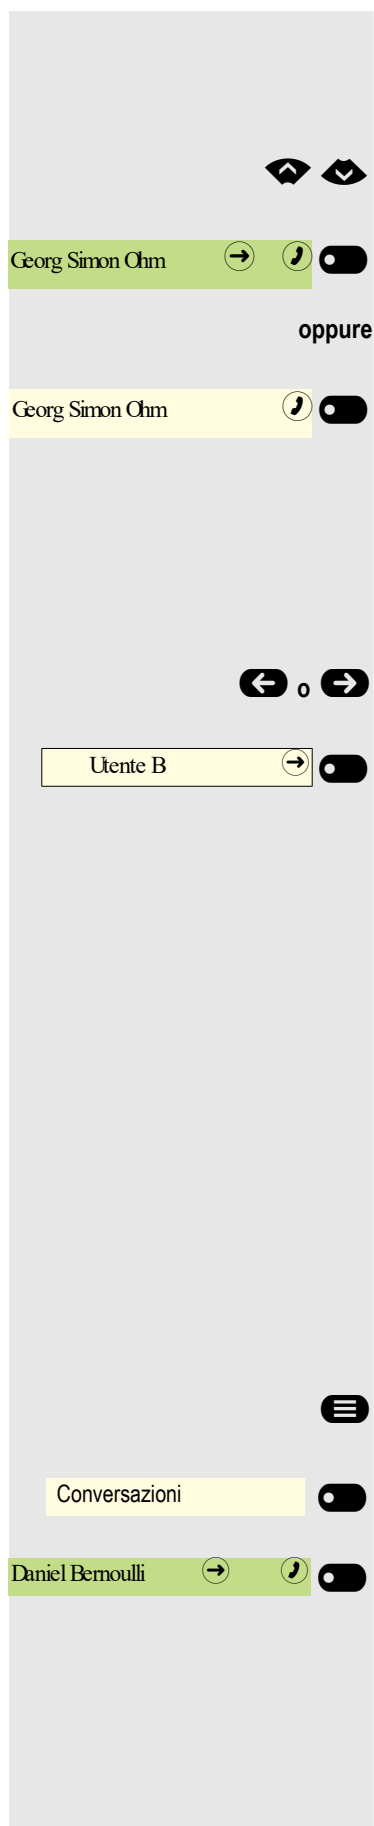 Georg Simon Ohm
oppure
Georg Simon Ohm
o
Utente B
Conversazioni
Daniel Bernoulli